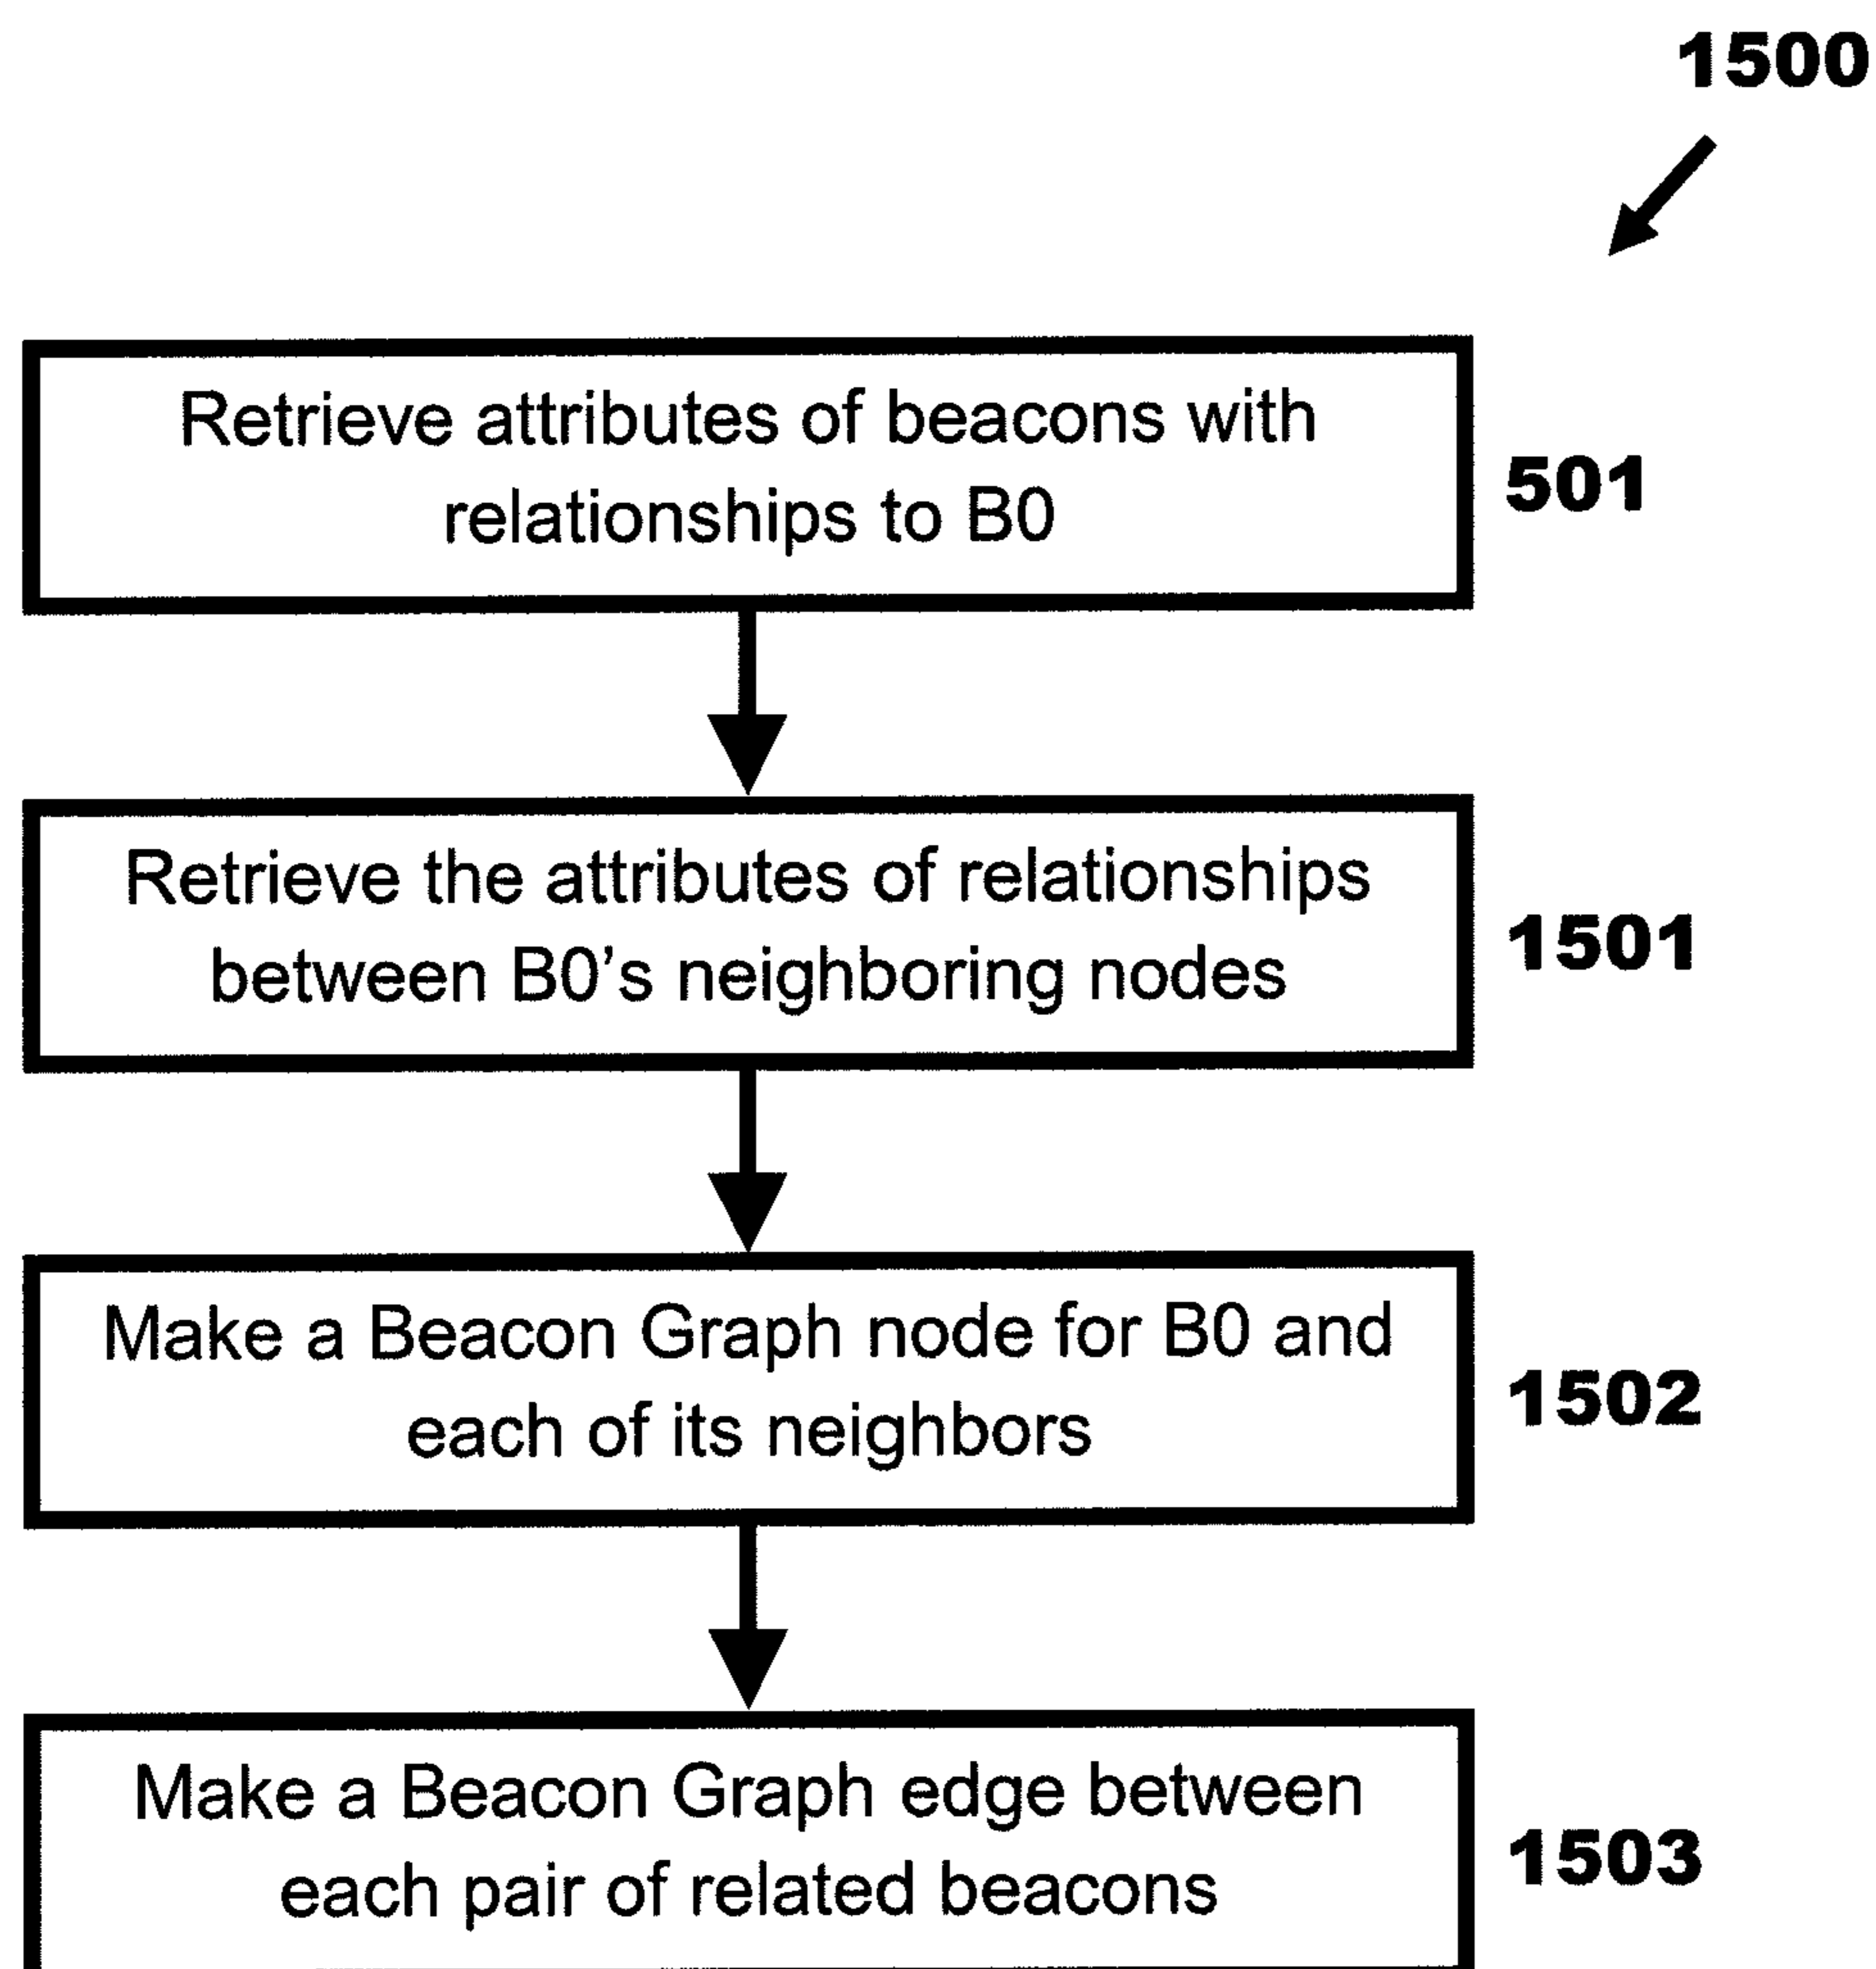 1500
Retrieve attributes of beacons with
relationships to B0
501
Retrieve the attributes of relationships
between B0's neighboring nodes
1501
Make a Beacon Graph node for B0 and
each of its neighbors
1502
Make a Beacon Graph edge between
each pair of related beacons
1503